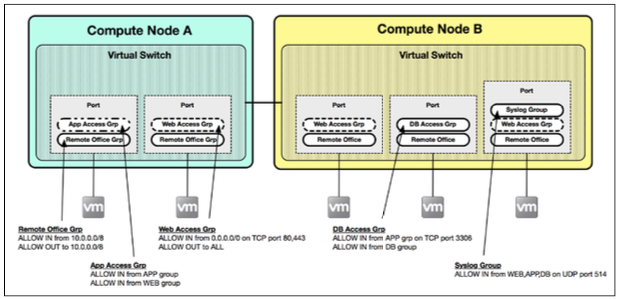 Compute Node A
Compute Node B
Virtual Switch
Virtual Switch
Port
App Access Grp
Remote Office Grp
Port
Web Access Grp
Remote Office Grp
Port
Web Access Grp
Remote Office
Port
DB Access Grp
Remote Office
Port
Syslog Group
Web Access Grp
Remote Office
vm
vm
vm
vm
vm
Remote Office Grp
ALLOW IN from 10.0.0.0/8
ALLOW OUT to 10.0.0.0/8
Web Access Grp
ALLOW IN from 0.0.0.0/0 on TCP port 80,443
ALLOW OUT to ALL
DB Access Grp
ALLOW IN from APP grp on TCP port 3306
ALLOW IN from DB group
App Access Grp
ALLOW IN from APP group
ALLOW IN from WEB group
Syslog Group
ALLOW IN from WEB,APP,DB on UDP port 514